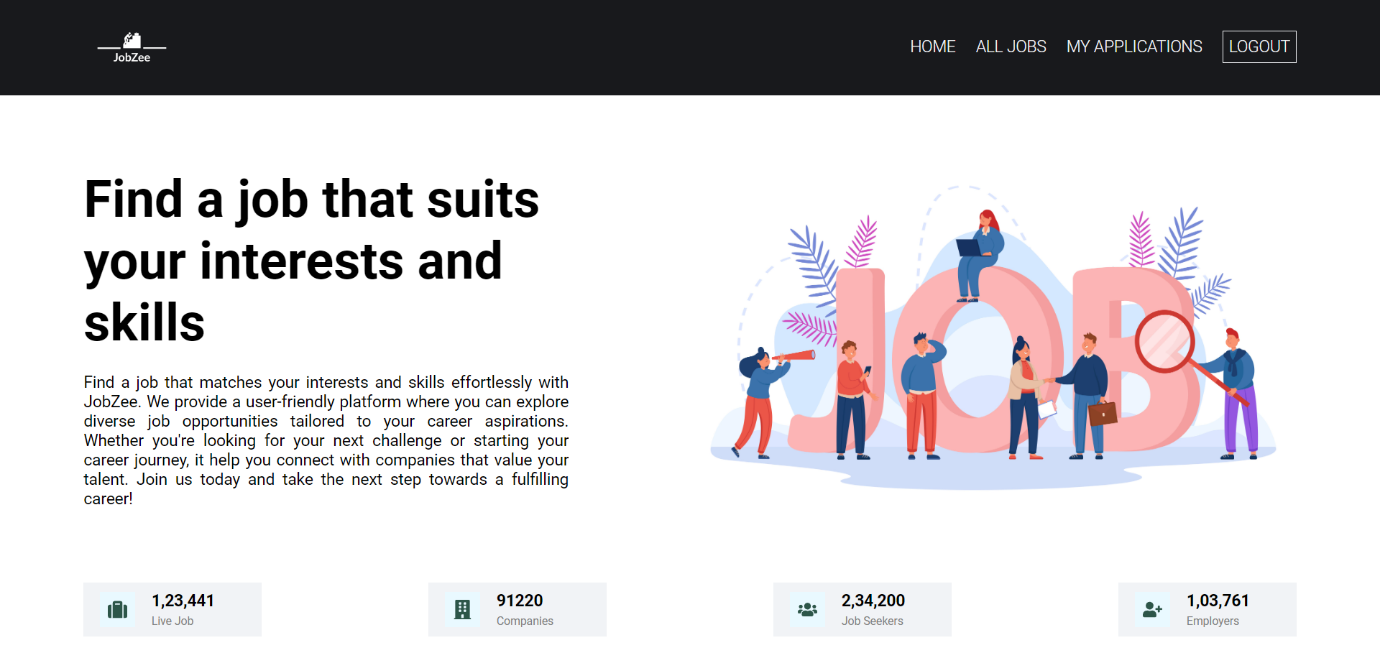 JobZee
HOME ALL JOBS MY APPLICATIONS LOGOUT
Find a job that suits
your interests and
skills
Find a job that matches your interests and skills effortlessly with
JobZee. We provide a user-friendly platform where you can explore
diverse job opportunities tailored to your career aspirations.
Whether you're looking for your next challenge or starting your
career journey, it help you connect with companies that value your
talent. Join us today and take the next step towards a fulfilling
career!
JOB
1,23,441
Live Job
91220
Companies
2,34,200
Job Seekers
1,03,761
Employers